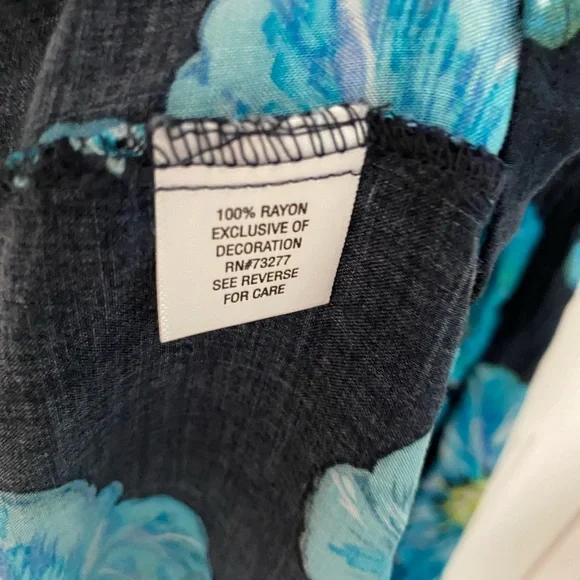 100% RAYON
EXCLUSIVE OF
DECORATION
RN#73277
SEE REVERSE
FOR CARE